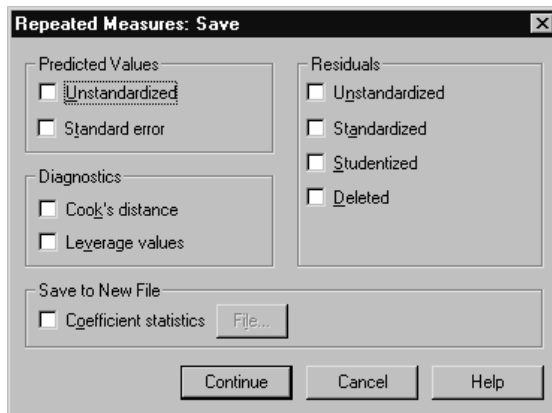 Repeated Measures: Save
Predicted Values
Unstandardized
Standard error
Diagnostics
Cook's distance
Leverage values
Residuals
Unstandardized
Standardized
Studentized
Deleted
Save to New File
Coefficient statistics
File...
Continue
Cancel
Help